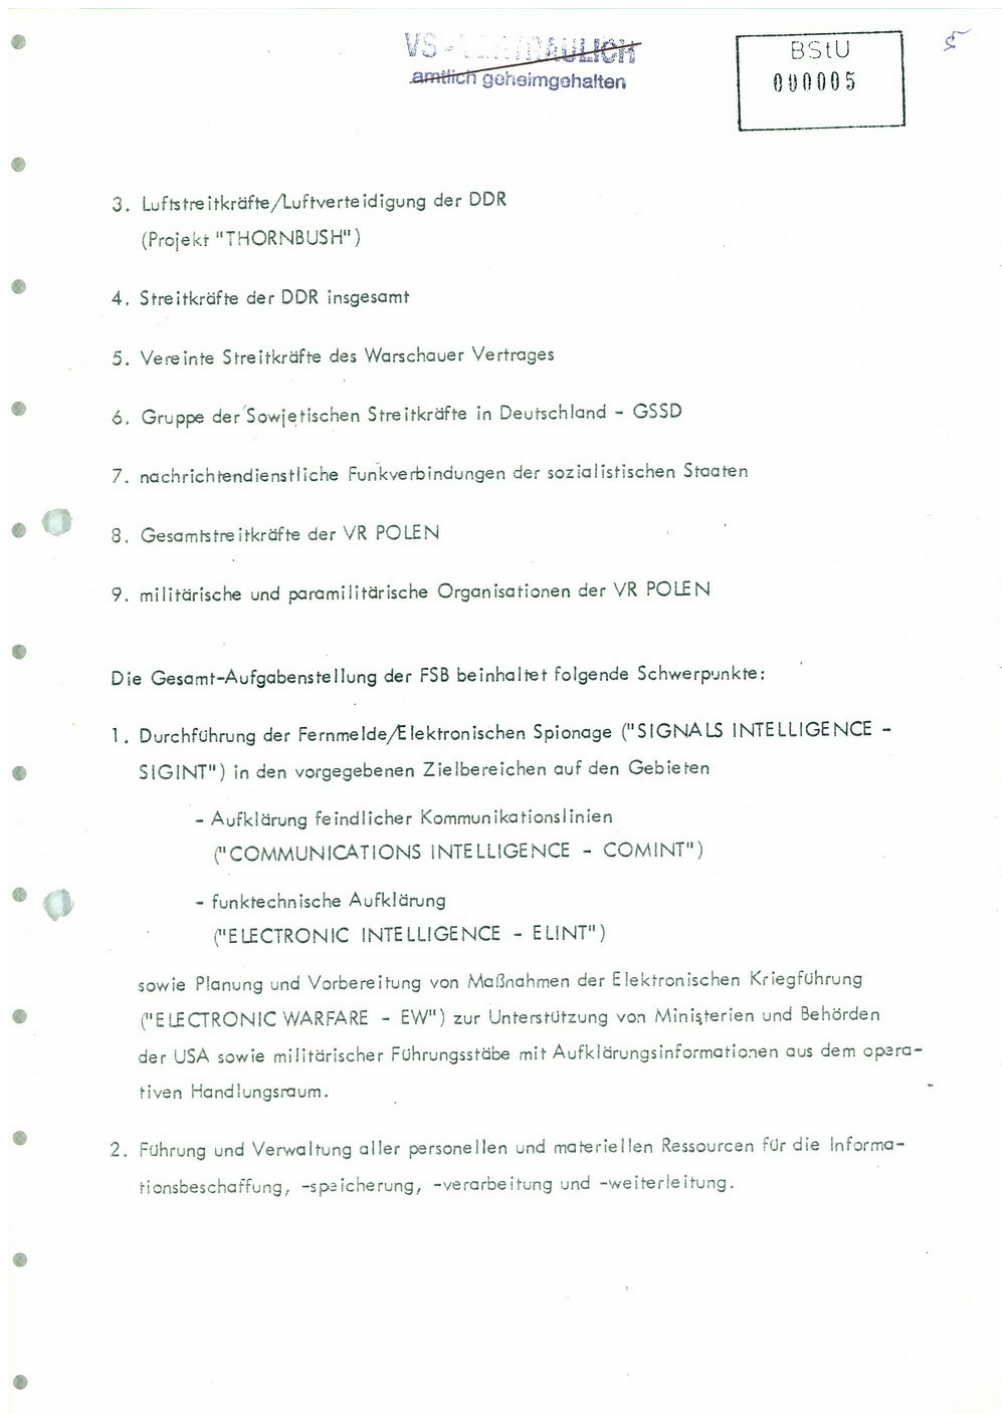 VS - VERTRAULICH
amtlich geheimgehalten
BStU
000005
5
3. Luftstreitkräfte/Luftverteidigung der DDR
(Projekt "THORNBUSH")
4. Streitkräfte der DDR insgesamt
5. Vereinte Streitkräfte des Warschauer Vertrages
6. Gruppe der Sowjetischen Streitkräfte in Deutschland - GSSD
7. nachrichtendienstliche Funkverbindungen der sozialistischen Staaten
8. Gesamtstreitkräfte der VR POLEN
9. militärische und paramilitärische Organisationen der VR POLEN
Die Gesamt-Aufgabenstellung der FSB beinhaltet folgende Schwerpunkte:
1. Durchführung der Fernmelde/Elektronischen Spionage ("SIGNALS INTELLIGENCE -
SIGINT") in den vorgegebenen Zielbereichen auf den Gebieten
- Aufklärung feindlicher Kommunikationslinien
("COMMUNICATIONS INTELLIGENCE - COMINT")
- funktechnische Aufklärung
("ELECTRONIC INTELLIGENCE - ELINT")
sowie Planung und Vorbereitung von Maßnahmen der Elektronischen Kriegführung
("ELECTRONIC WARFARE - EW") zur Unterstützung von Ministerien und Behörden
der USA sowie militärischer Führungsstäbe mit Aufklärungsinformationen aus dem opera-
tiven Handlungsraum.
2. Führung und Verwaltung aller personellen und materiellen Ressourcen für die Informa-
tionsbeschaffung, -speicherung, -verarbeitung und -weiterleitung.